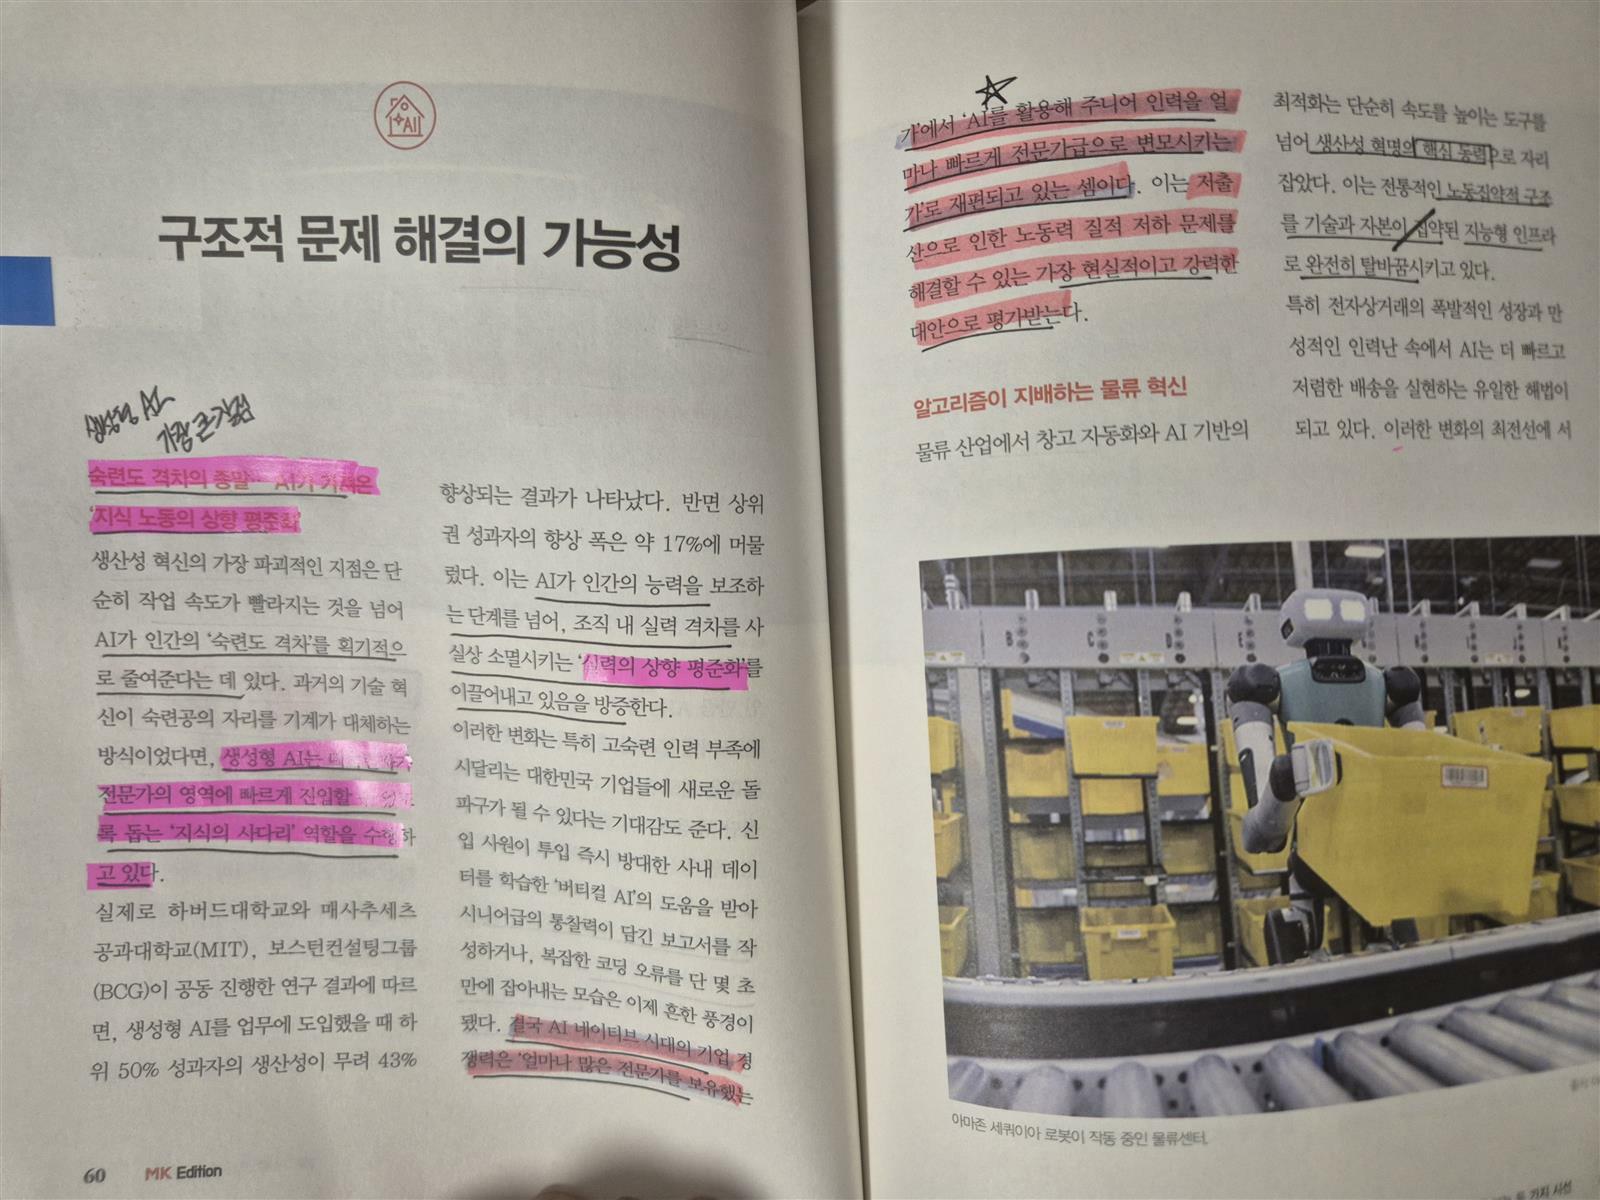 AI
구조적 문제 해결의 가능성
생성형 AI
가장 큰 강점
숙련도 격차의 종말… AI가 가져온
'지식 노동의 상향 평준화'
생산성 혁신의 가장 파괴적인 지점은 단
순히 작업 속도가 빨라지는 것을 넘어
AI가 인간의 '숙련도 격차'를 획기적으
로 줄여준다는 데 있다. 과거의 기술 혁
신이 숙련공의 자리를 기계가 대체하는
방식이었다면, 생성형 AI는
전문가의 영역에 빠르게 진입할 수 있도
록 돕는 '지식의 사다리' 역할을 수행하
고 있다.
실제로 하버드대학교와 매사추세츠
공과대학교(MIT), 보스턴컨설팅그룹
(BCG)이 공동 진행한 연구 결과에 따르
면, 생성형 AI를 업무에 도입했을 때 하
위 50% 성과자의 생산성이 무려 43%
향상되는 결과가 나타났다. 반면 상위
권 성과자의 향상 폭은 약 17%에 머물
렀다. 이는 AI가 인간의 능력을 보조하
는 단계를 넘어, 조직 내 실력 격차를 사
실상 소멸시키는 '실력의 상향 평준화'를
이끌어내고 있음을 방증한다.
이러한 변화는 특히 고숙련 인력 부족에
시달리는 대한민국 기업들에 새로운 돌
파구가 될 수 있다는 기대감도 준다. 신
입 사원이 투입 즉시 방대한 사내 데이
터를 학습한 '버티컬 AI'의 도움을 받아
시니어급의 통찰력이 담긴 보고서를 작
성하거나, 복잡한 코딩 오류를 단 몇 초
만에 잡아내는 모습은 이제 흔한 풍경이
됐다. 결국 AI 네이티브 시대의 기업 경
쟁력은 '얼마나 많은 전문가를 보유했는
60 MK Edition
가'에서 'AI를 활용해 주니어 인력을 얼
마나 빠르게 전문가급으로 변모시키는
가'로 재편되고 있는 셈이다. 이는 저출
산으로 인한 노동력 질적 저하 문제를
해결할 수 있는 가장 현실적이고 강력한
대안으로 평가받는다.
알고리즘이 지배하는 물류 혁신
물류 산업에서 창고 자동화와 AI 기반의
최적화는 단순히 속도를 높이는 도구를
넘어 생산성 혁명의 핵심 동력으로 자리
잡았다. 이는 전통적인 노동집약적 구조
를 기술과 자본이 집약된 지능형 인프라
로 완전히 탈바꿈시키고 있다.
특히 전자상거래의 폭발적인 성장과 만
성적인 인력난 속에서 AI는 더 빠르고
저렴한 배송을 실현하는 유일한 해법이
되고 있다. 이러한 변화의 최전선에 서
B
C
D
E
아마존 세쿼이아 로봇이 작동 중인 물류센터.